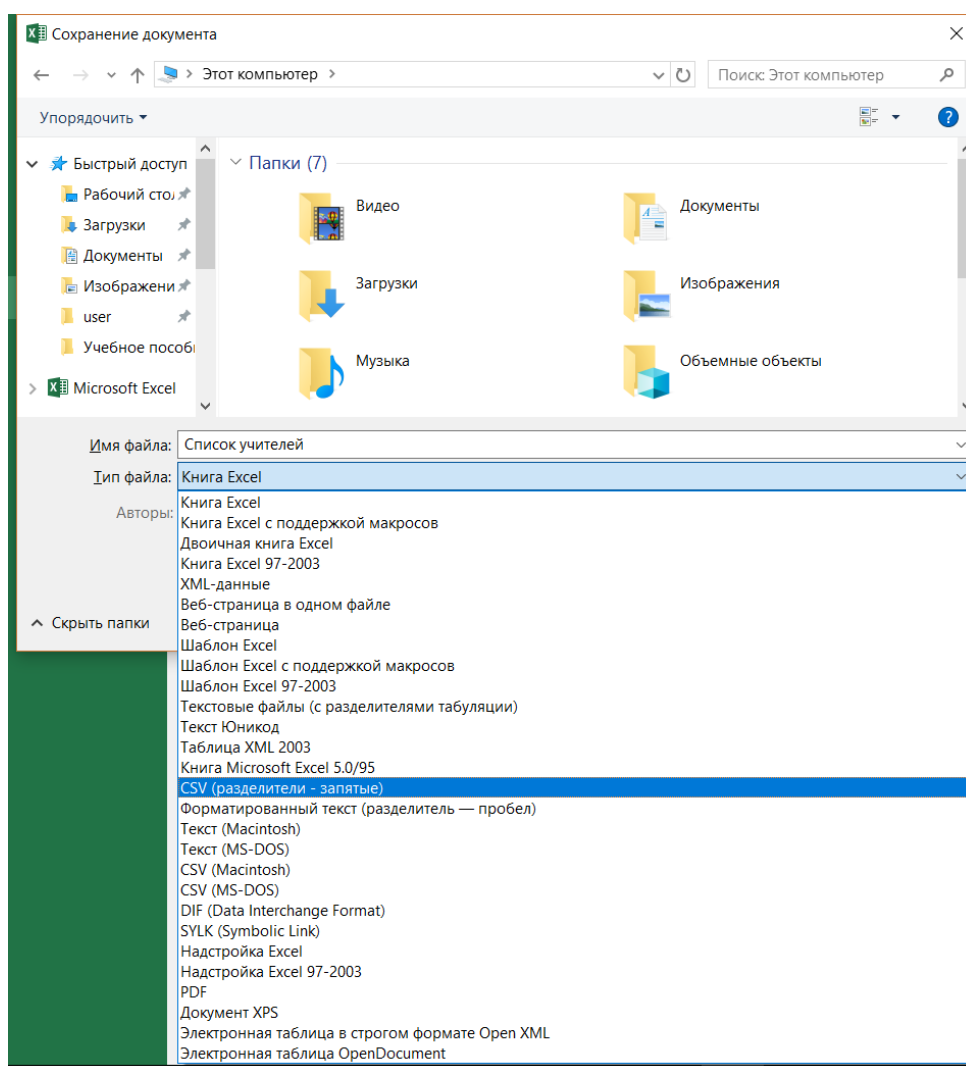 Сохранение документа
Этот компьютер
Поиск: Этот компьютер
Упорядочить
?
Быстрый доступ
Рабочий сто
Загрузки
Документы
Изображени
user
Учебное пособ
Microsoft Excel
Папки (7)
Видео
Документы
Загрузки
Изображения
Музыка
Объемные объекты
Имя файла: Список учителей
Тип файла: Книга Excel
Авторы:
Скрыть папки
Книга Excel
Книга Excel с поддержкой макросов
Двоичная книга Excel
Книга Excel 97-2003
XML-данные
Веб-страница в одном файле
Веб-страница
Шаблон Excel
Шаблон Excel с поддержкой макросов
Шаблон Excel 97-2003
Текстовые файлы (с разделителями табуляции)
Текст Юникод
Таблица XML 2003
Книга Microsoft Excel 5.0/95
CSV (разделители - запятые)
Форматированный текст (разделитель — пробел)
Текст (Macintosh)
Текст (MS-DOS)
CSV (Macintosh)
CSV (MS-DOS)
DIF (Data Interchange Format)
SYLK (Symbolic Link)
Надстройка Excel
Надстройка Excel 97-2003
PDF
Документ XPS
Электронная таблица в строгом формате Open XML
Электронная таблица OpenDocument